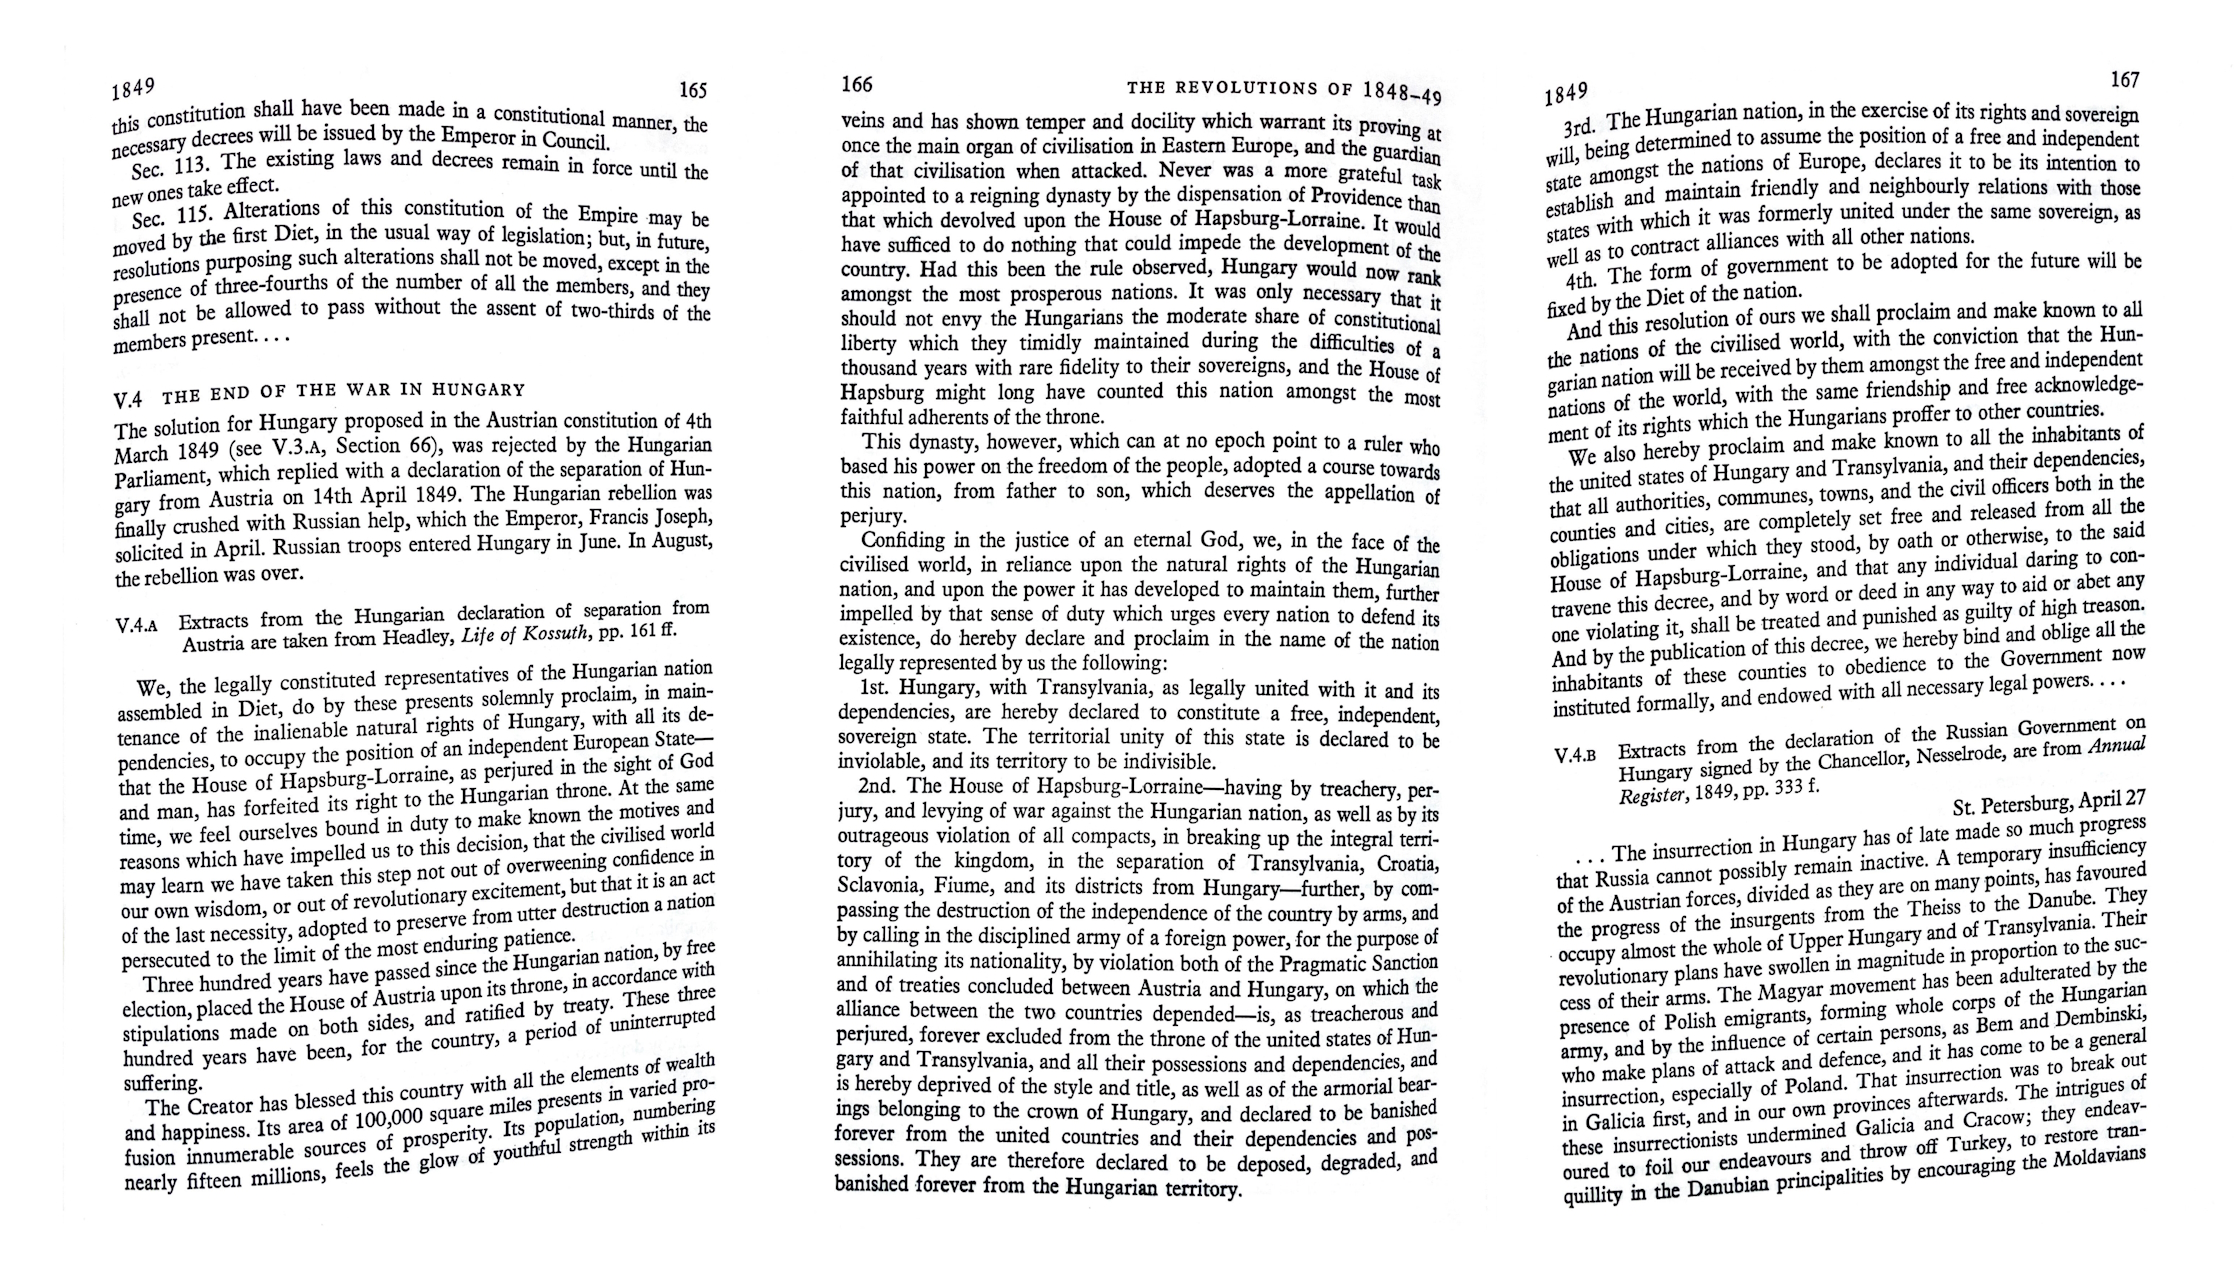 1849 165
this constitution shall have been made in a constitutional manner, the
necessary decrees will be issued by the Emperor in Council.
Sec. 113. The existing laws and decrees remain in force until the
new ones take effect.
Sec. 115. Alterations of this constitution of the Empire may be
moved by the first Diet, in the usual way of legislation; but, in future,
resolutions purposing such alterations shall not be moved, except in the
presence of three-fourths of the number of all the members, and they
shall not be allowed to pass without the assent of two-thirds of the
members present. . . .
V.4 THE END OF THE WAR IN HUNGARY
The solution for Hungary proposed in the Austrian constitution of 4th
March 1849 (see V.3.A, Section 66), was rejected by the Hungarian
Parliament, which replied with a declaration of the separation of Hun-
gary from Austria on 14th April 1849. The Hungarian rebellion was
finally crushed with Russian help, which the Emperor, Francis Joseph,
solicited in April. Russian troops entered Hungary in June. In August,
the rebellion was over.
V.4.A Extracts from the Hungarian declaration of separation from
Austria are taken from Headley, Life of Kossuth, pp. 161 ff.
We, the legally constituted representatives of the Hungarian nation
assembled in Diet, do by these presents solemnly proclaim, in main-
tenance of the inalienable natural rights of Hungary, with all its de-
pendencies, to occupy the position of an independent European State—
that the House of Hapsburg-Lorraine, as perjured in the sight of God
and man, has forfeited its right to the Hungarian throne. At the same
time, we feel ourselves bound in duty to make known the motives and
reasons which have impelled us to this decision, that the civilised world
may learn we have taken this step not out of overweening confidence in
our own wisdom, or out of revolutionary excitement, but that it is an act
of the last necessity, adopted to preserve from utter destruction a nation
persecuted to the limit of the most enduring patience.
Three hundred years have passed since the Hungarian nation, by free
election, placed the House of Austria upon its throne, in accordance with
stipulations made on both sides, and ratified by treaty. These three
hundred years have been, for the country, a period of uninterrupted
suffering.
The Creator has blessed this country with all the elements of wealth
and happiness. Its area of 100,000 square miles presents in varied pro-
fusion innumerable sources of prosperity. Its population, numbering
nearly fifteen millions, feels the glow of youthful strength within its
166 THE REVOLUTIONS OF 1848–49
veins and has shown temper and docility which warrant its proving at
once the main organ of civilisation in Eastern Europe, and the guardian
of that civilisation when attacked. Never was a more grateful task
appointed to a reigning dynasty by the dispensation of Providence than
that which devolved upon the House of Hapsburg-Lorraine. It would
have sufficed to do nothing that could impede the development of the
country. Had this been the rule observed, Hungary would now rank
amongst the most prosperous nations. It was only necessary that it
should not envy the Hungarians the moderate share of constitutional
liberty which they timidly maintained during the difficulties of a
thousand years with rare fidelity to their sovereigns, and the House of
Hapsburg might long have counted this nation amongst the most
faithful adherents of the throne.
This dynasty, however, which can at no epoch point to a ruler who
based his power on the freedom of the people, adopted a course towards
this nation, from father to son, which deserves the appellation of
perjury.
Confiding in the justice of an eternal God, we, in the face of the
civilised world, in reliance upon the natural rights of the Hungarian
nation, and upon the power it has developed to maintain them, further
impelled by that sense of duty which urges every nation to defend its
existence, do hereby declare and proclaim in the name of the nation
legally represented by us the following:
1st. Hungary, with Transylvania, as legally united with it and its
dependencies, are hereby declared to constitute a free, independent,
sovereign state. The territorial unity of this state is declared to be
inviolable, and its territory to be indivisible.
2nd. The House of Hapsburg-Lorraine—having by treachery, per-
jury, and levying of war against the Hungarian nation, as well as by its
outrageous violation of all compacts, in breaking up the integral terri-
tory of the kingdom, in the separation of Transylvania, Croatia,
Sclavonia, Fiume, and its districts from Hungary—further, by com-
passing the destruction of the independence of the country by arms, and
by calling in the disciplined army of a foreign power, for the purpose of
annihilating its nationality, by violation both of the Pragmatic Sanction
and of treaties concluded between Austria and Hungary, on which the
alliance between the two countries depended—is, as treacherous and
perjured, forever excluded from the throne of the united states of Hun-
gary and Transylvania, and all their possessions and dependencies, and
is hereby deprived of the style and title, as well as of the armorial bear-
ings belonging to the crown of Hungary, and declared to be banished
forever from the united countries and their dependencies and pos-
sessions. They are therefore declared to be deposed, degraded, and
banished forever from the Hungarian territory.
1849 167
3rd. The Hungarian nation, in the exercise of its rights and sovereign
will, being determined to assume the position of a free and independent
state amongst the nations of Europe, declares it to be its intention to
establish and maintain friendly and neighbourly relations with those
states with which it was formerly united under the same sovereign, as
well as to contract alliances with all other nations.
4th. The form of government to be adopted for the future will be
fixed by the Diet of the nation.
And this resolution of ours we shall proclaim and make known to all
the nations of the civilised world, with the conviction that the Hun-
garian nation will be received by them amongst the free and independent
nations of the world, with the same friendship and free acknowledge-
ment of its rights which the Hungarians proffer to other countries.
We also hereby proclaim and make known to all the inhabitants of
the united states of Hungary and Transylvania, and their dependencies,
that all authorities, communes, towns, and the civil officers both in the
counties and cities, are completely set free and released from all the
obligations under which they stood, by oath or otherwise, to the said
House of Hapsburg-Lorraine, and that any individual daring to con-
travene this decree, and by word or deed in any way to aid or abet any
one violating it, shall be treated and punished as guilty of high treason.
And by the publication of this decree, we hereby bind and oblige all the
inhabitants of these counties to obedience to the Government now
instituted formally, and endowed with all necessary legal powers. . . .
V.4.B Extracts from the declaration of the Russian Government on
Hungary signed by the Chancellor, Nesselrode, are from Annual
Register, 1849, pp. 333 f.
St. Petersburg, April 27
. . . The insurrection in Hungary has of late made so much progress
that Russia cannot possibly remain inactive. A temporary insufficiency
of the Austrian forces, divided as they are on many points, has favoured
the progress of the insurgents from the Theiss to the Danube. They
occupy almost the whole of Upper Hungary and of Transylvania. Their
revolutionary plans have swollen in magnitude in proportion to the suc-
cess of their arms. The Magyar movement has been adulterated by the
presence of Polish emigrants, forming whole corps of the Hungarian
army, and by the influence of certain persons, as Bem and Dembinski,
who make plans of attack and defence, and it has come to be a general
insurrection, especially of Poland. That insurrection was to break out
in Galicia first, and in our own provinces afterwards. The intrigues of
these insurrectionists undermined Galicia and Cracow; they endeav-
oured to foil our endeavours and throw off Turkey, to restore tran-
quillity in the Danubian principalities by encouraging the Moldavians